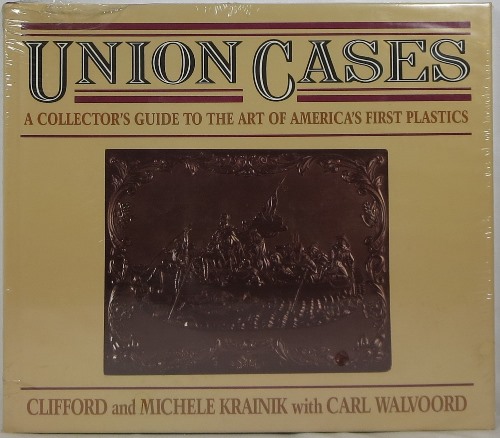 UNION CASES
A COLLECTOR'S GUIDE TO THE ART OF AMERICA'S FIRST PLASTICS
CLIFFORD and MICHELE KRAINIK with CARL WALVOORD